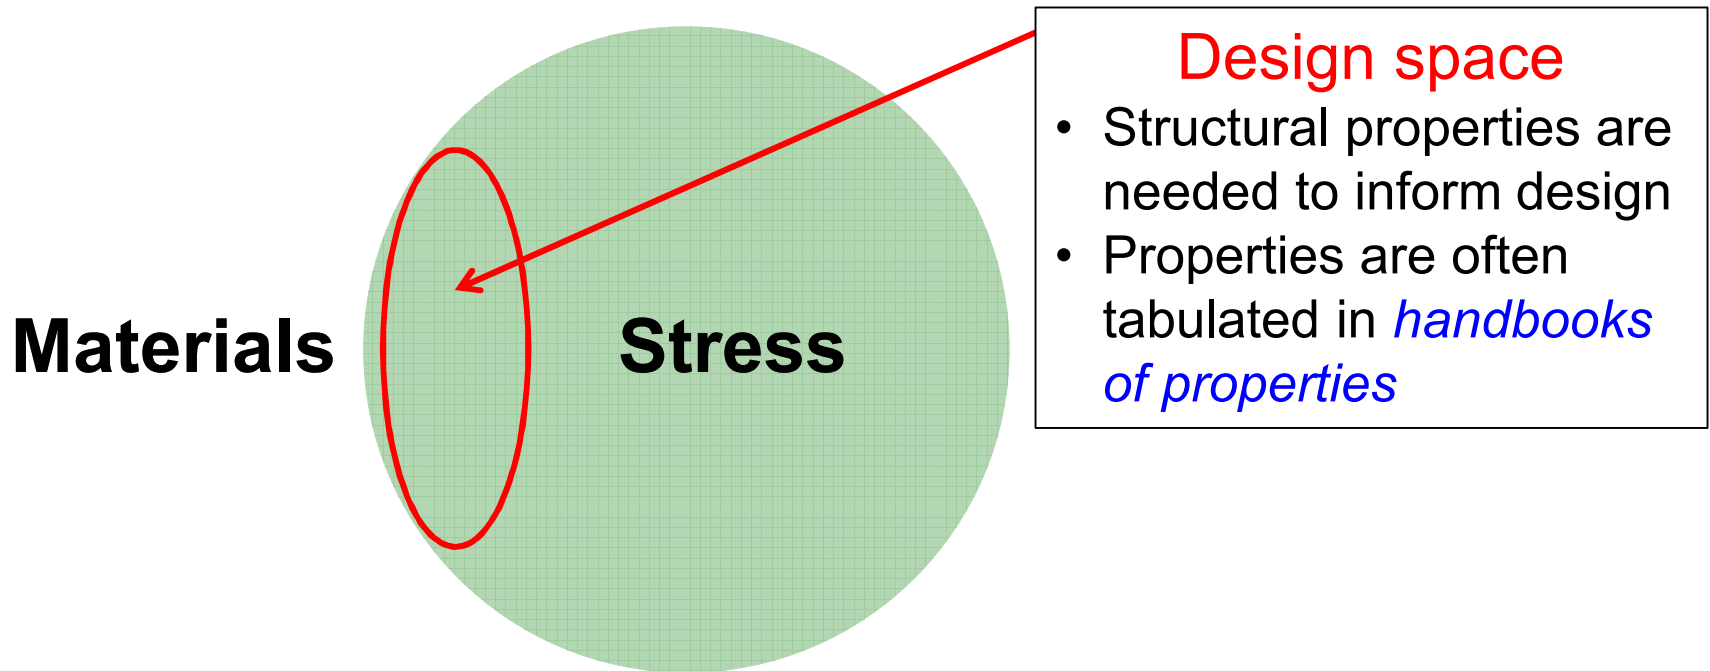 Materials
Stress
Design space
• Structural properties are
needed to inform design
• Properties are often
tabulated in handbooks
of properties